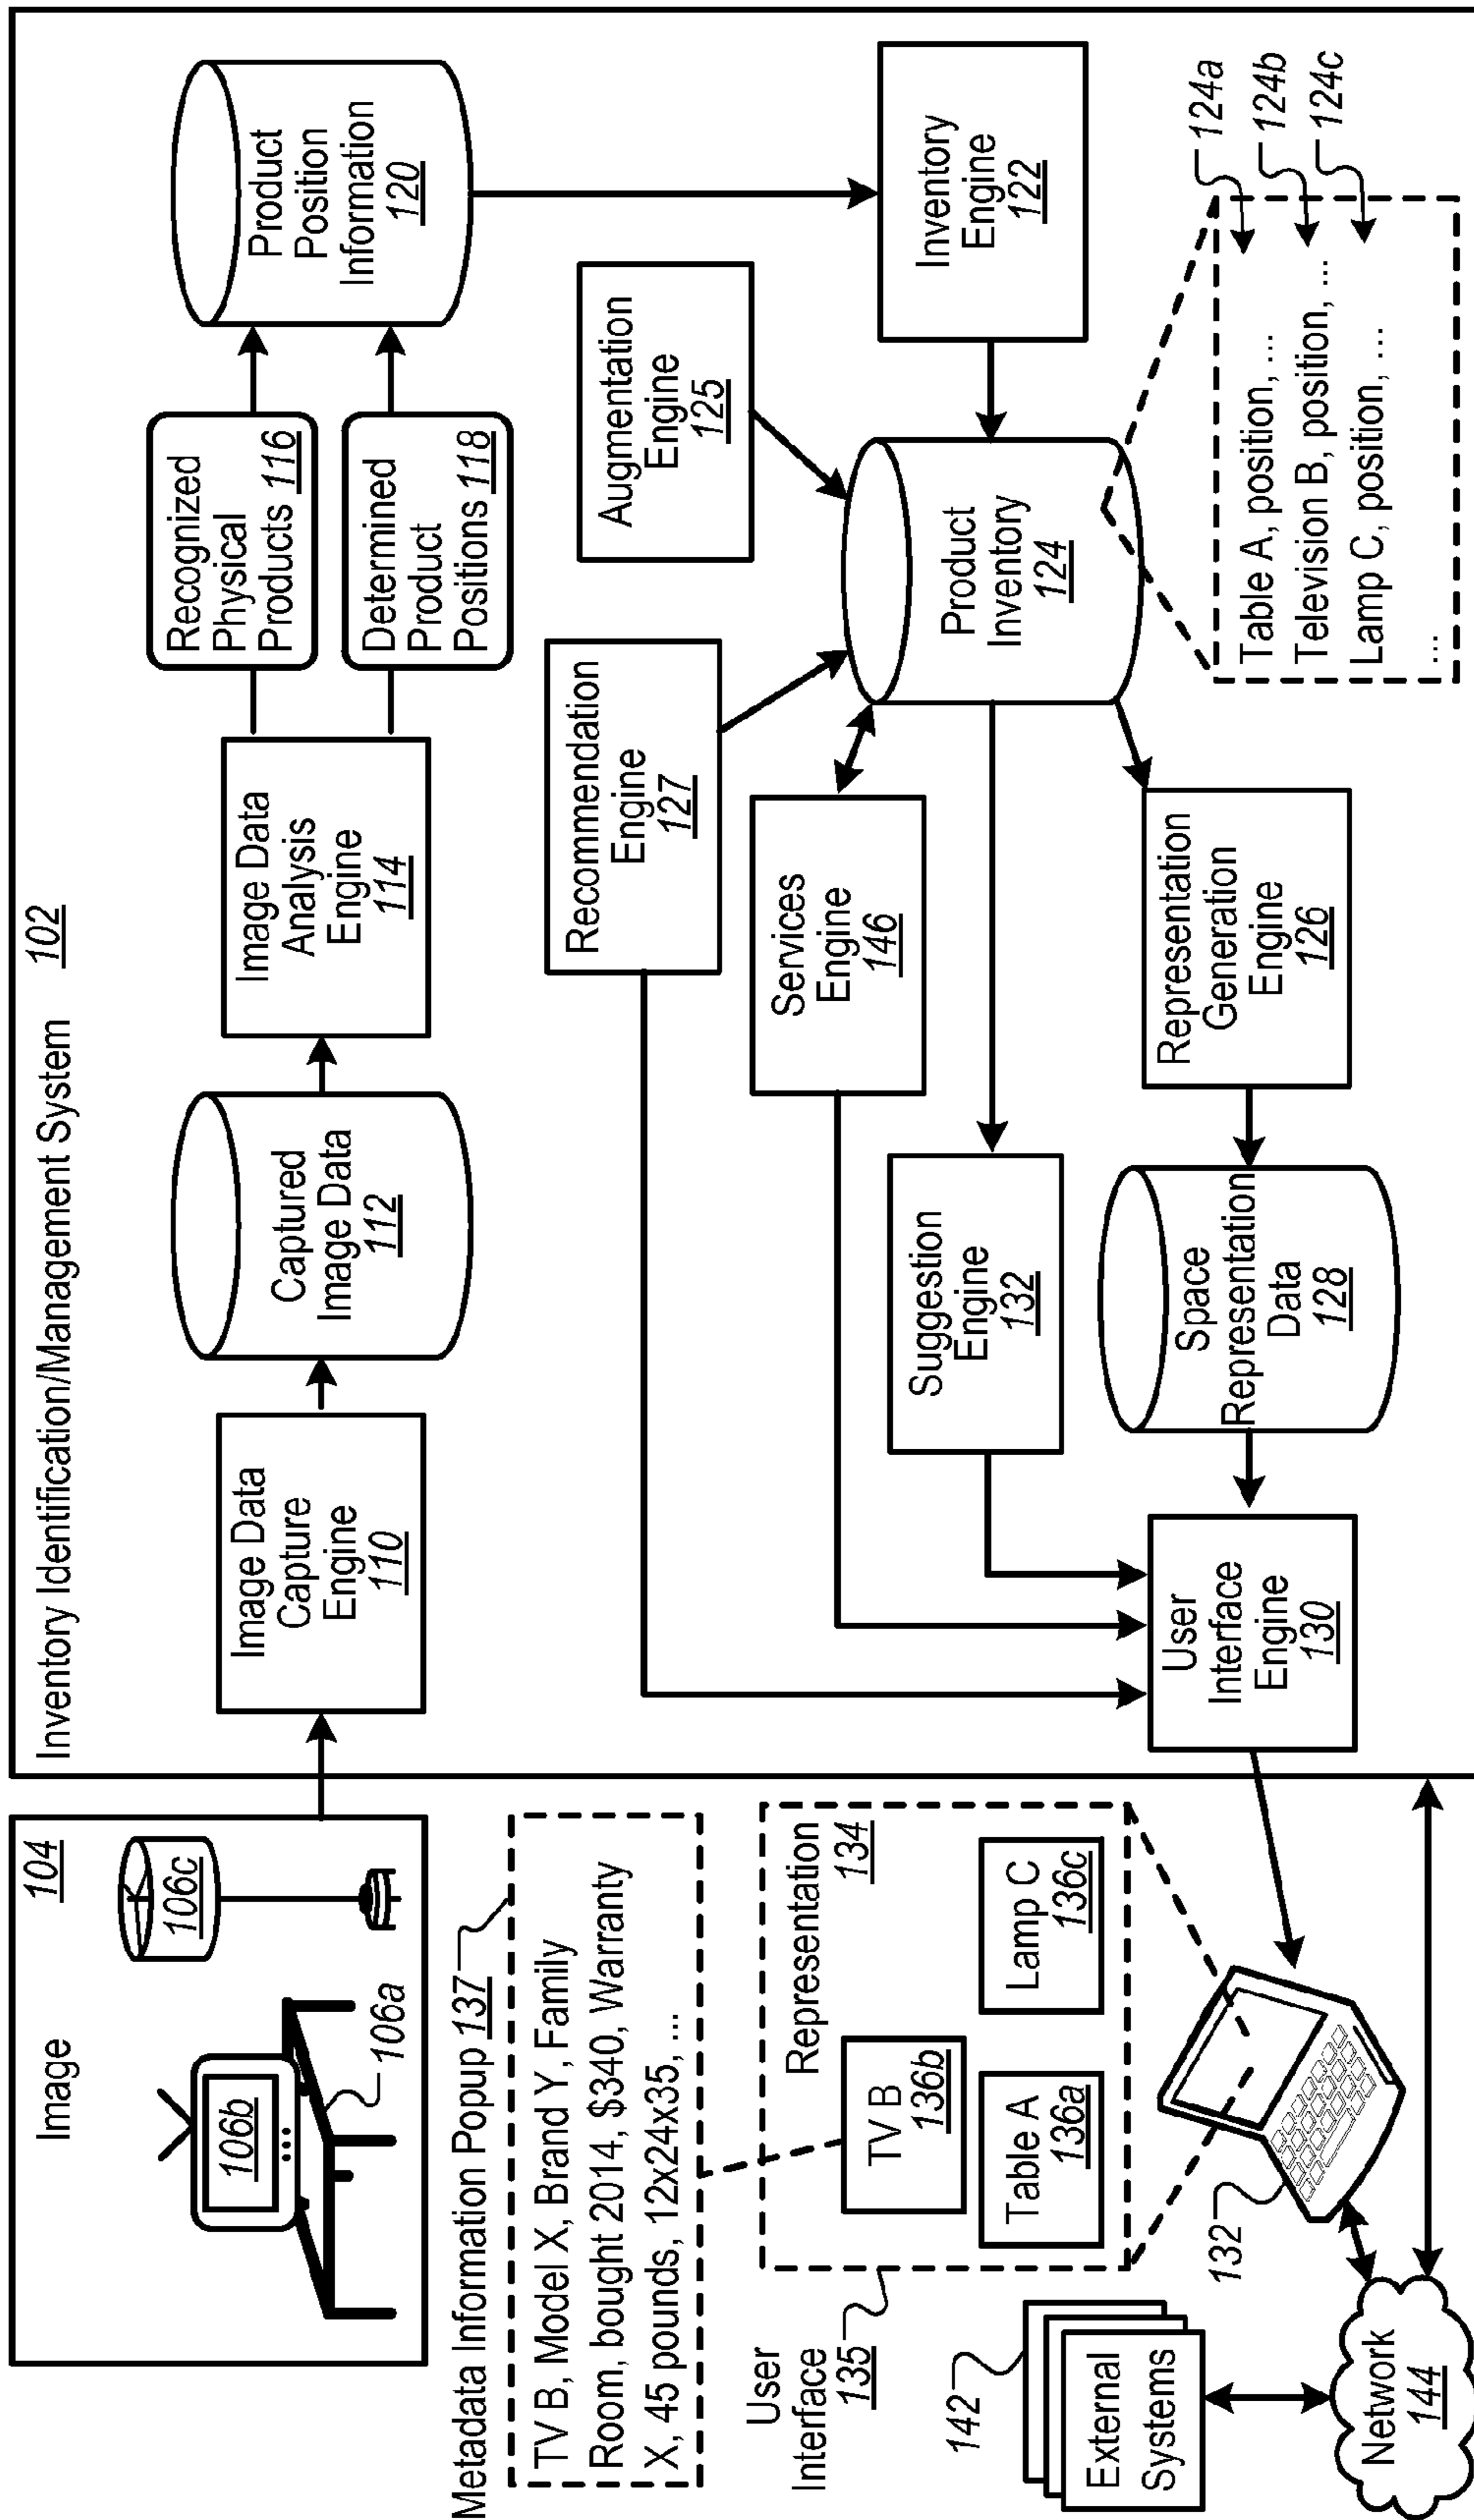 Image
104
106b
106c
106a
Metadata Information Popup 137
TV B, Model X, Brand Y, Family
Room, bought 2014, $340, Warranty
X, 45 pounds, 12x24x35, ...
User
Interface
135
Representation
134
TV B
136b
Table A
136a
Lamp C
136c
142
External
Systems
132
Network
144
Inventory Identification/Management System 102
Image Data
Capture
Engine
110
Captured
Image Data
112
Image Data
Analysis
Engine
114
Recognized
Physical
Products 116
Determined
Product
Positions 118
Product
Position
Information
120
Recommendation
Engine
127
Augmentation
Engine
125
Services
Engine
146
Product
Inventory
124
Inventory
Engine
122
Suggestion
Engine
132
User
Interface
Engine
130
Space
Representation
Data
128
Representation
Generation
Engine
126
Table A, position, ...
Television B, position, ...
Lamp C, position, ...
...
124a
124b
124c